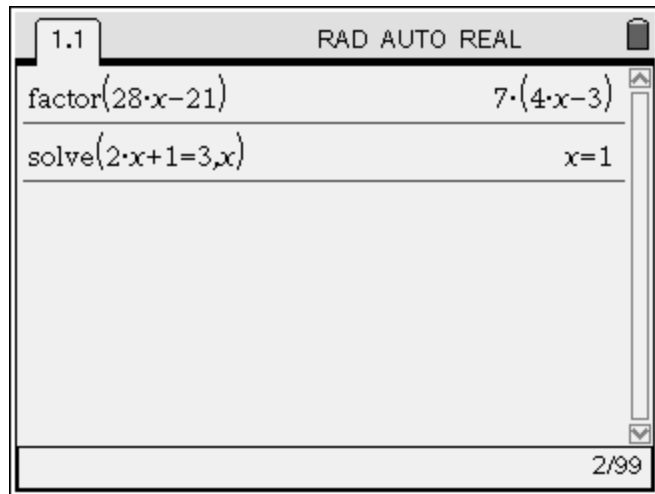 1.1 RAD AUTO REAL
factor(28·x−21) 7·(4·x−3)
solve(2·x+1=3,x) x=1
2/99